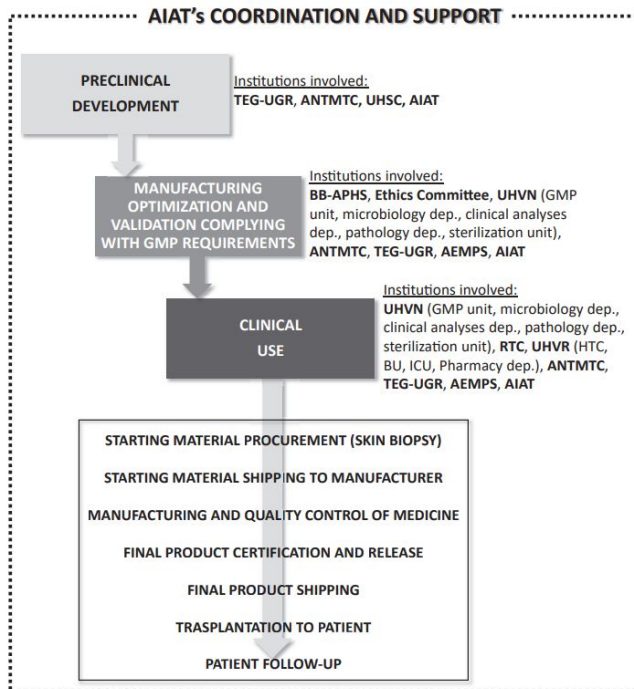 AIAT's COORDINATION AND SUPPORT
PRECLINICAL
DEVELOPMENT
Institutions involved:
TEG-UGR, ANTMTC, UHSC, AIAT
MANUFACTURING
OPTIMIZATION AND
VALIDATION COMPLYING
WITH GMP REQUIREMENTS
Institutions involved:
BB-APHS, Ethics Committee, UHVN (GMP
unit, microbiology dep., clinical analyses
dep., pathology dep., sterilization unit),
ANTMTC, TEG-UGR, AEMPS, AIAT
CLINICAL
USE
Institutions involved:
UHVN (GMP unit, microbiology dep.,
clinical analyses dep., pathology dep.,
sterilization unit), RTC, UHVR (HTC,
BU, ICU, Pharmacy dep.), ANTMTC,
TEG-UGR, AEMPS, AIAT
STARTING MATERIAL PROCUREMENT (SKIN BIOPSY)
STARTING MATERIAL SHIPPING TO MANUFACTURER
MANUFACTURING AND QUALITY CONTROL OF MEDICINE
FINAL PRODUCT CERTIFICATION AND RELEASE
FINAL PRODUCT SHIPPING
TRASPLANTATION TO PATIENT
PATIENT FOLLOW-UP